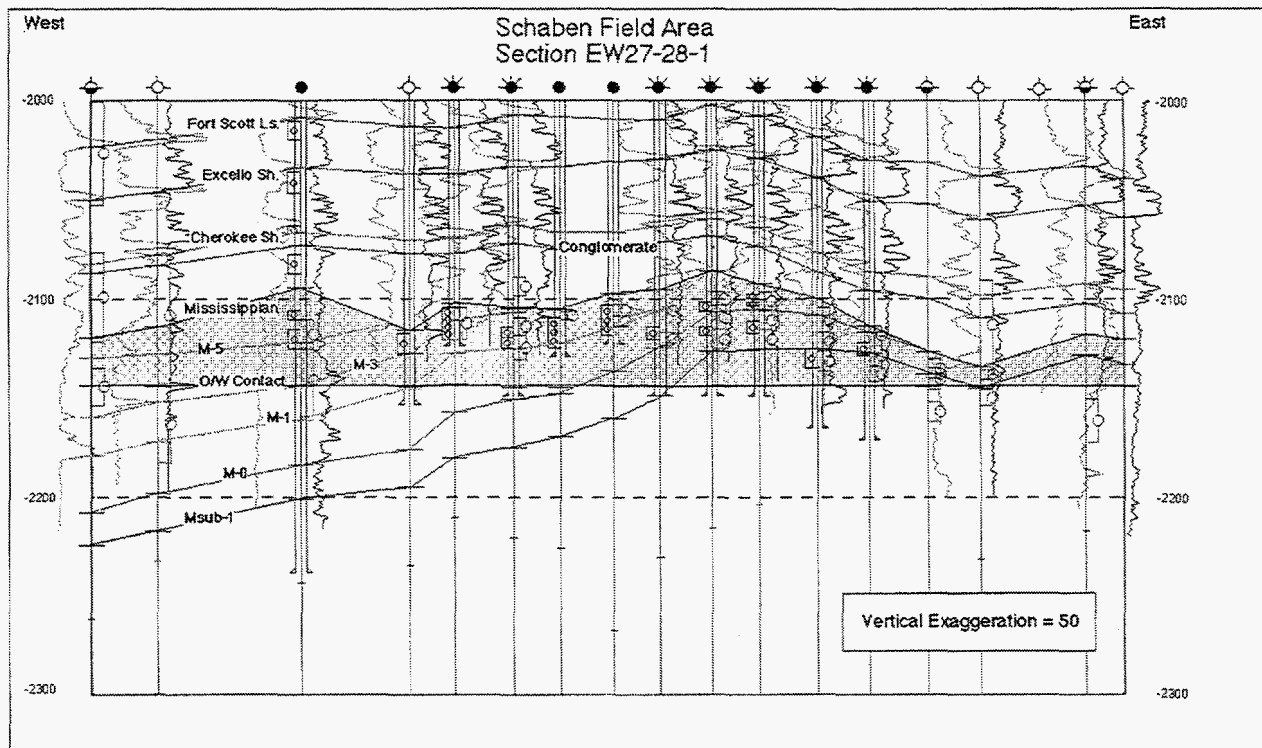 West
Schaben Field Area
East
Section EW27-28-1
-2000
-2000
Fort Scott Ls.
Excello Sh.
Cherokee Sh.
Conglomerate
-2100
-2100
Mississippian
M-5
M-3
O/W Contact
M-1
M-0
-2200
-2200
Msub-1
Vertical Exaggeration = 50
-2300
-2300